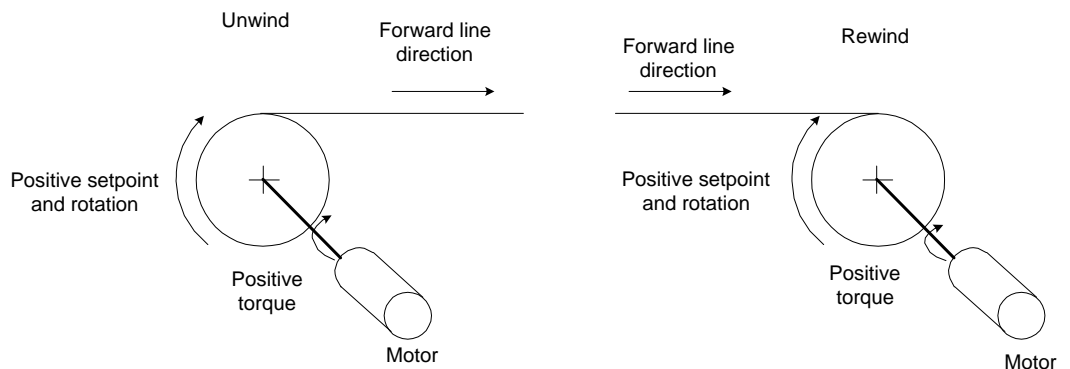 Unwind
Forward line
direction
Positive setpoint
and rotation
Positive
torque
Motor
Rewind
Forward line
direction
Positive setpoint
and rotation
Positive
torque
Motor